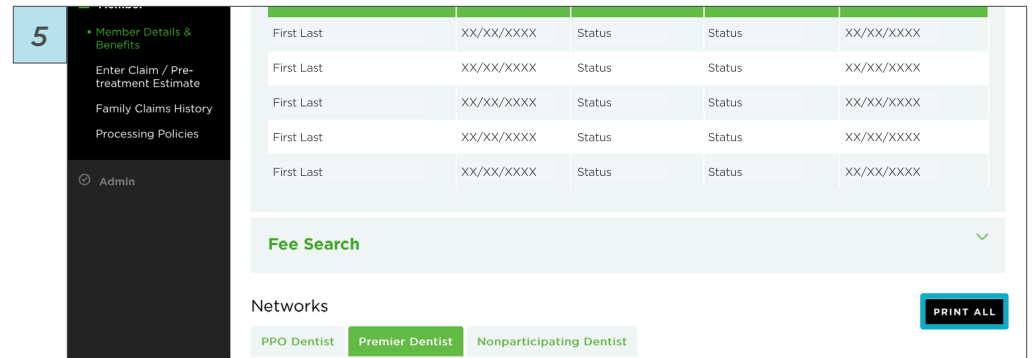 5
Member
• Member Details &
Benefits
Enter Claim / Pre-
treatment Estimate
Family Claims History
Processing Policies
Admin
First Last XX/XX/XXXX Status Status XX/XX/XXXX
First Last XX/XX/XXXX Status Status XX/XX/XXXX
First Last XX/XX/XXXX Status Status XX/XX/XXXX
First Last XX/XX/XXXX Status Status XX/XX/XXXX
First Last XX/XX/XXXX Status Status XX/XX/XXXX
Fee Search
Networks
PRINT ALL
PPO Dentist Premier Dentist Nonparticipating Dentist